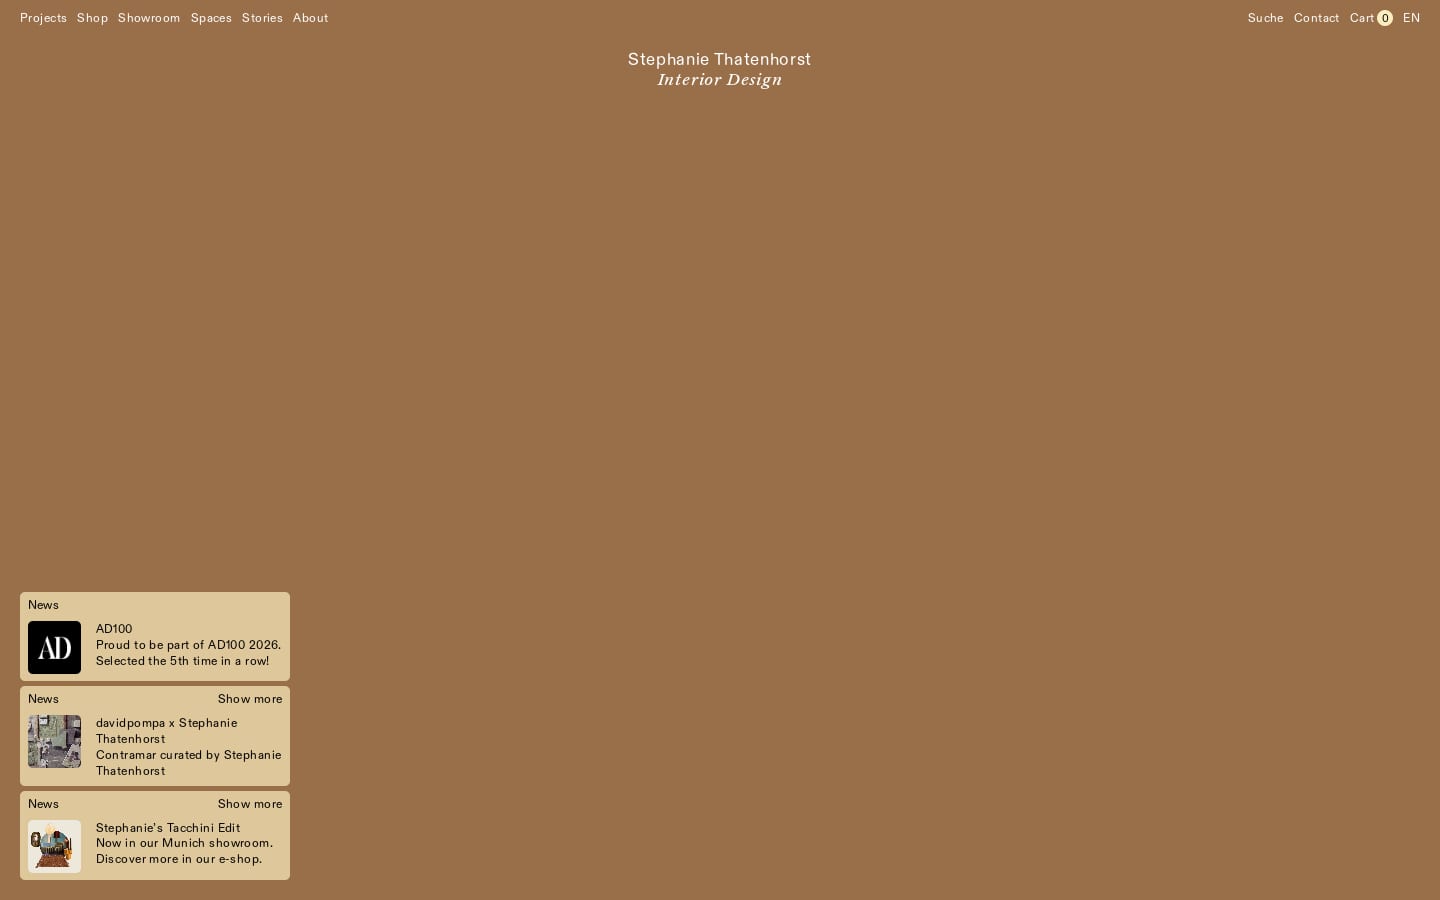 Projects Shop Showroom Spaces Stories About
Suche Contact Cart 0 EN
Stephanie Thatenhorst
Interior Design
News
AD
AD100
Proud to be part of AD100 2026.
Selected the 5th time in a row!
News Show more
davidpompa x Stephanie
Thatenhorst
Contramar curated by Stephanie
Thatenhorst
News Show more
Stephanie's Tacchini Edit
Now in our Munich showroom.
Discover more in our e-shop.